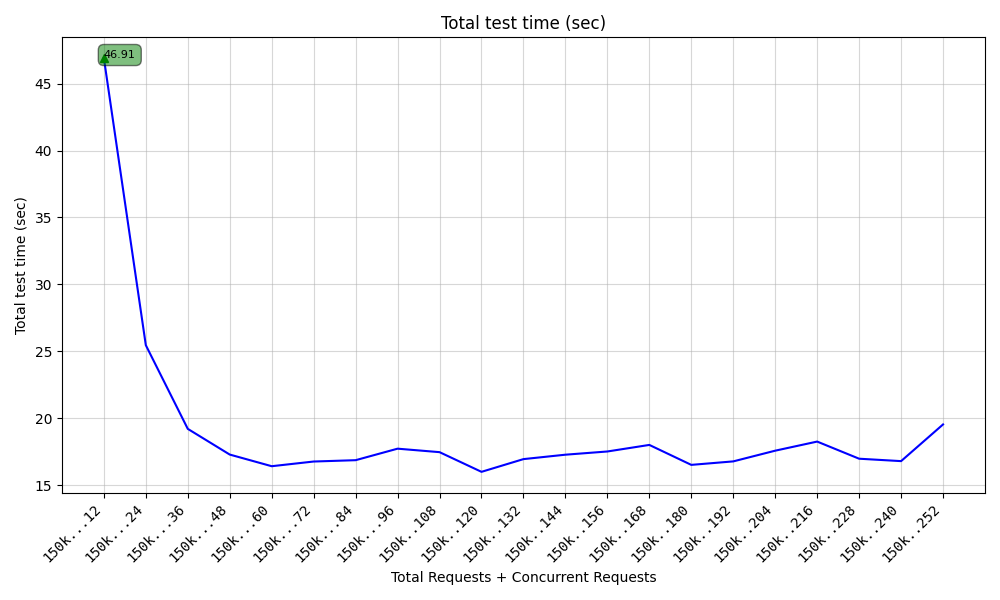 Total test time (sec)
46.91
Total test time (sec)
45
40
35
30
25
20
15
150k...12
150k...24
150k...36
150k...48
150k...60
150k...72
150k...84
150k...96
150k..108
150k..120
150k..132
150k..144
150k..156
150k..168
150k..180
150k..192
150k..204
150k..216
150k..228
150k..240
150k..252
Total Requests + Concurrent Requests